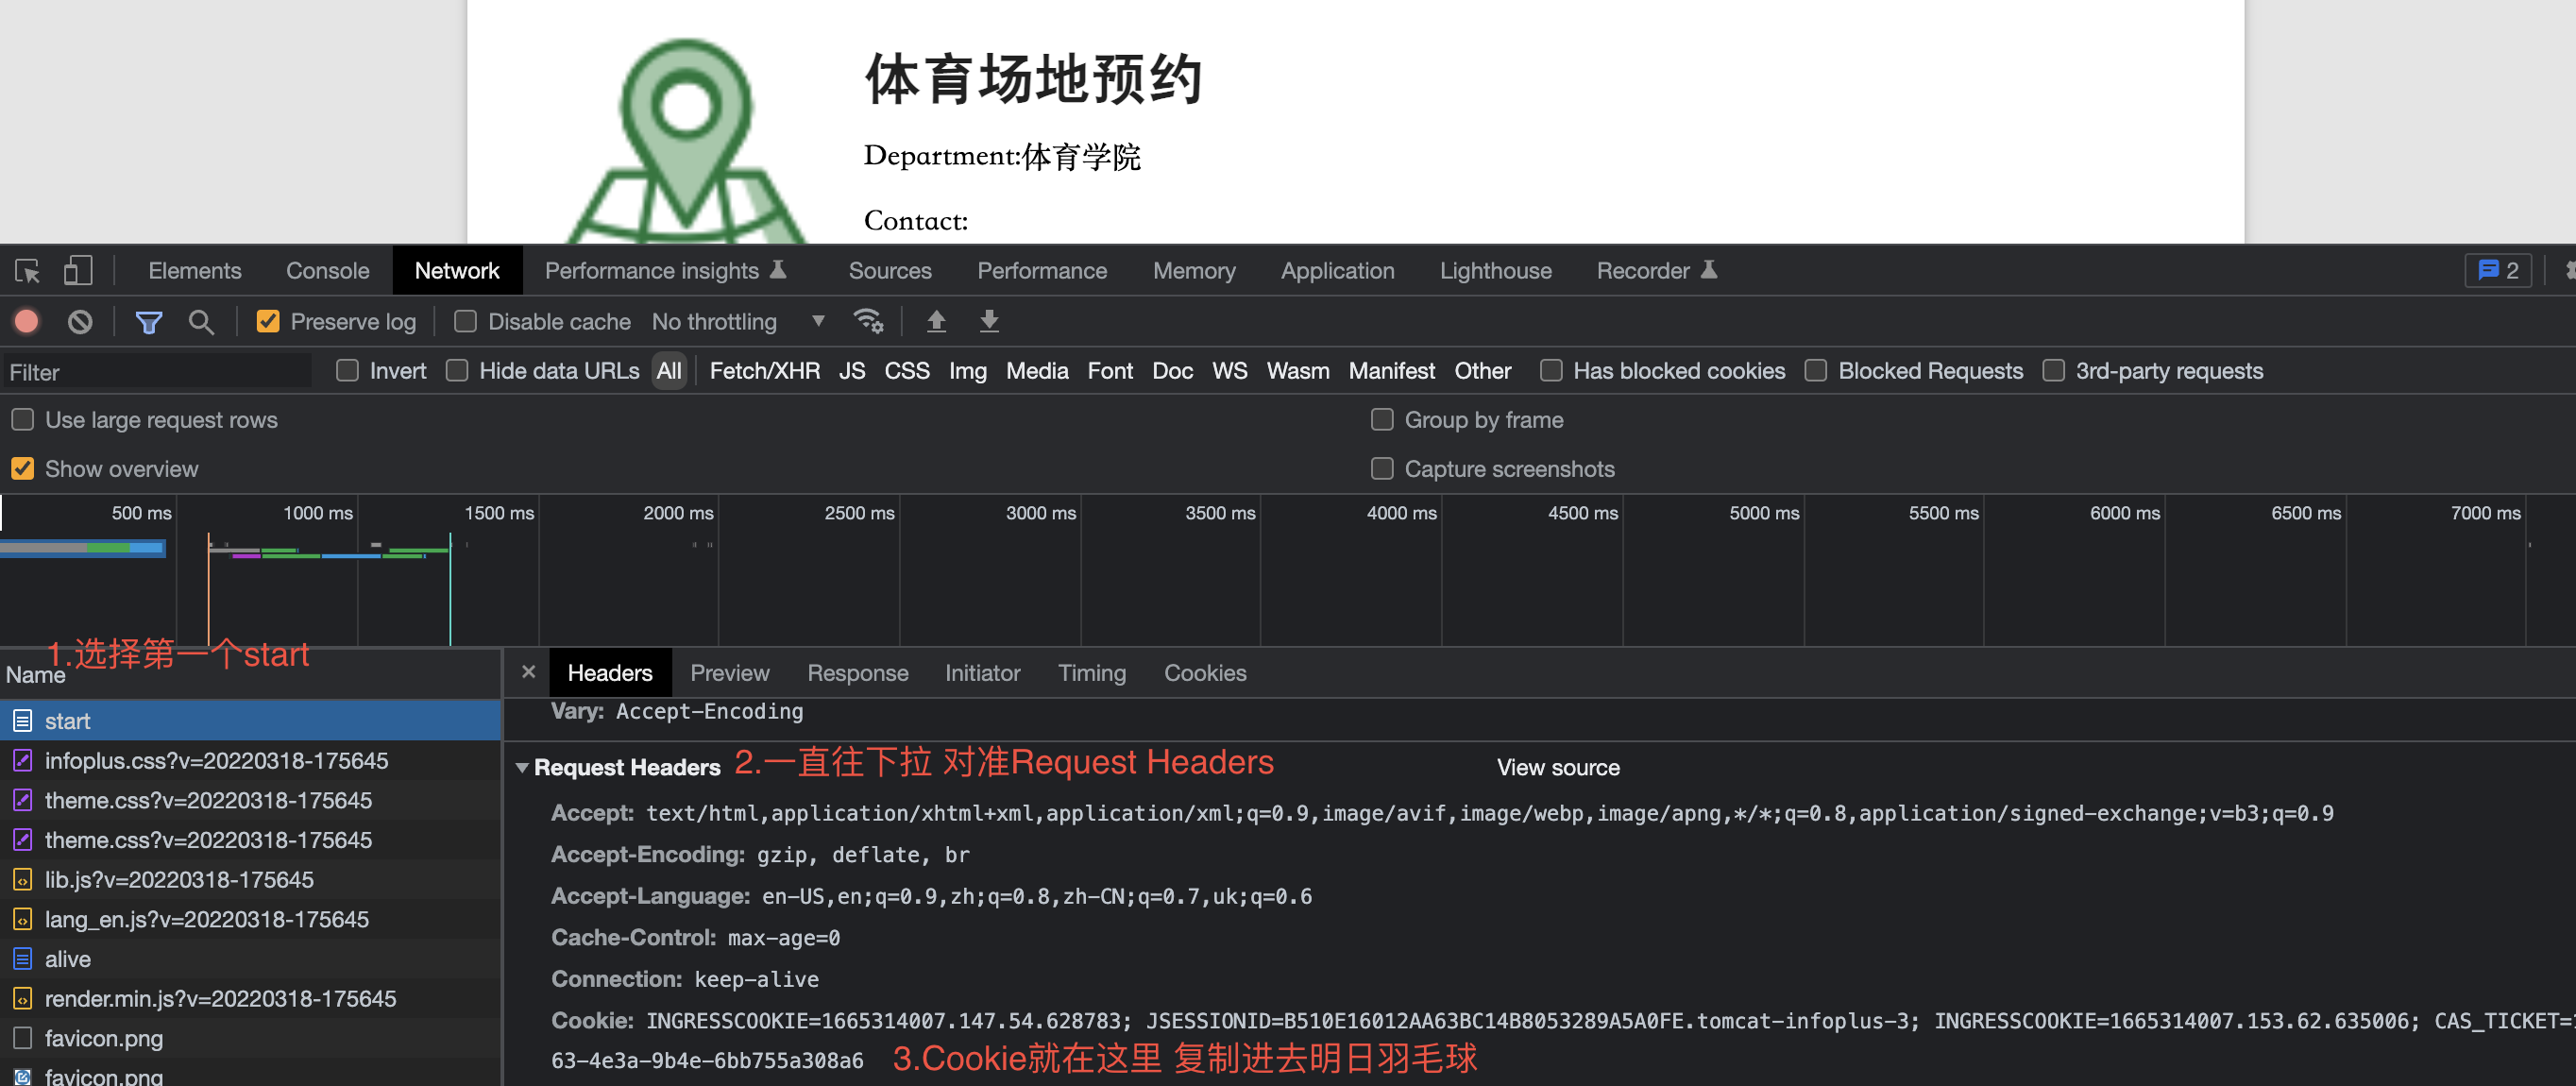 体育场地预约
Department:体育学院
Contact:
Elements Console Network Performance insights Sources Performance Memory Application Lighthouse Recorder 2
Preserve log Disable cache No throttling
Filter Invert Hide data URLs All Fetch/XHR JS CSS Img Media Font Doc WS Wasm Manifest Other Has blocked cookies Blocked Requests 3rd-party requests
Use large request rows Group by frame
Show overview Capture screenshots
500 ms 1000 ms 1500 ms 2000 ms 2500 ms 3000 ms 3500 ms 4000 ms 4500 ms 5000 ms 5500 ms 6000 ms 6500 ms 7000 ms
1.选择第一个start
Name
Headers Preview Response Initiator Timing Cookies
start
infoplus.css?v=20220318-175645
theme.css?v=20220318-175645
theme.css?v=20220318-175645
lib.js?v=20220318-175645
lang_en.js?v=20220318-175645
alive
render.min.js?v=20220318-175645
favicon.png
favicon.png
Vary: Accept-Encoding
Request Headers 2.一直往下拉 对准Request Headers View source
Accept: text/html,application/xhtml+xml,application/xml;q=0.9,image/avif,image/webp,image/apng,*/*;q=0.8,application/signed-exchange;v=b3;q=0.9
Accept-Encoding: gzip, deflate, br
Accept-Language: en-US,en;q=0.9,zh;q=0.8,zh-CN;q=0.7,uk;q=0.6
Cache-Control: max-age=0
Connection: keep-alive
Cookie: INGRESSCOOKIE=1665314007.147.54.628783; JSESSIONID=B510E16012AA63BC14B8053289A5A0FE.tomcat-infoplus-3; INGRESSCOOKIE=1665314007.153.62.635006; CAS_TICKET=
63-4e3a-9b4e-6bb755a308a6 3.Cookie就在这里 复制进去明日羽毛球